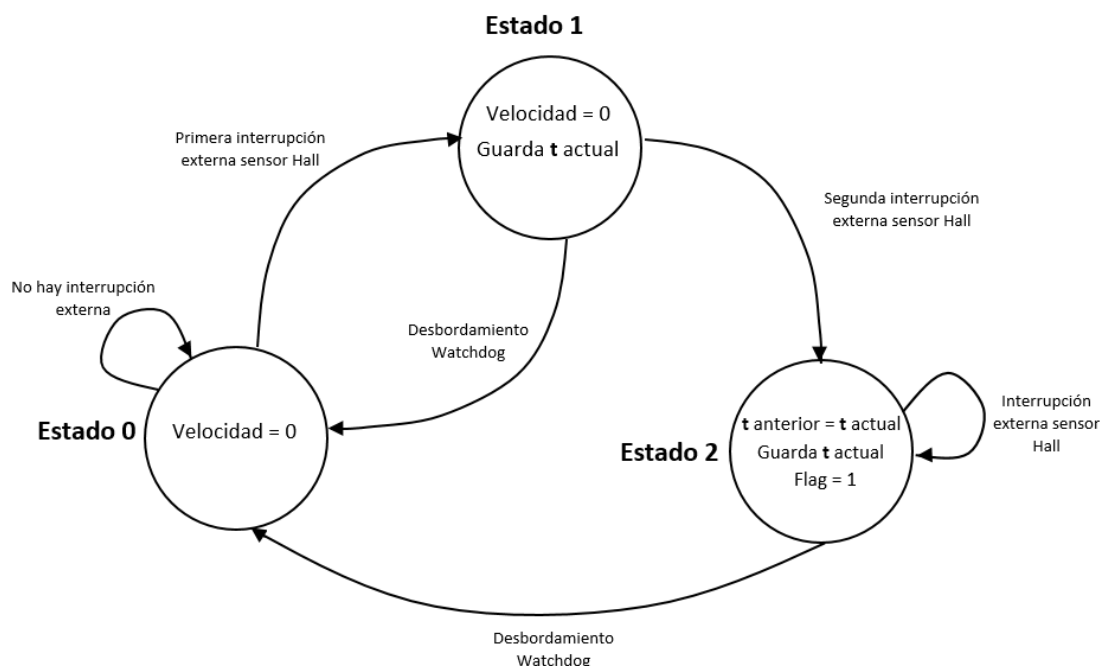 Estado 1
Velocidad = 0
Guarda t actual
Primera interrupción
externa sensor Hall
Segunda interrupción
externa sensor Hall
No hay interrupción
externa
Desbordamiento
Watchdog
Estado 0
Velocidad = 0
Estado 2
t anterior = t actual
Guarda t actual
Flag = 1
Interrupción
externa sensor
Hall
Desbordamiento
Watchdog